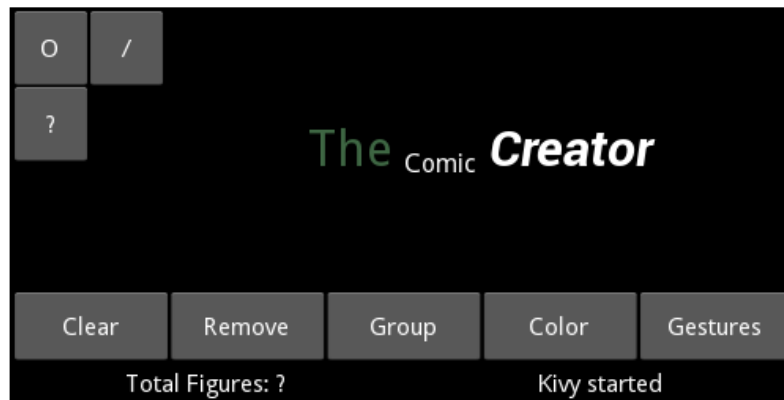 O /
?
The Comic Creator
Clear Remove Group Color Gestures
Total Figures: ? Kivy started